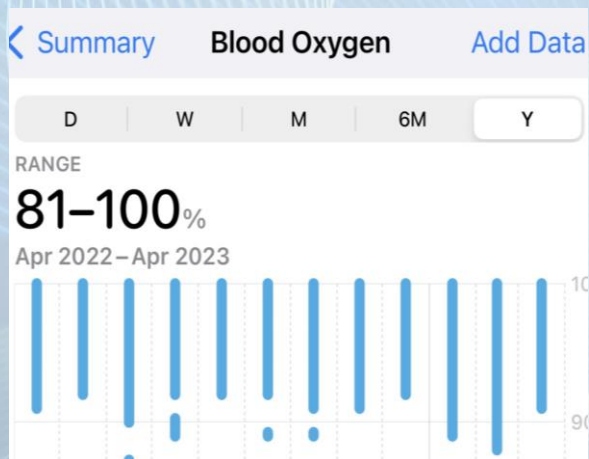 Summary Blood Oxygen Add Data
D W M 6M Y
RANGE
81–100%
Apr 2022–Apr 2023